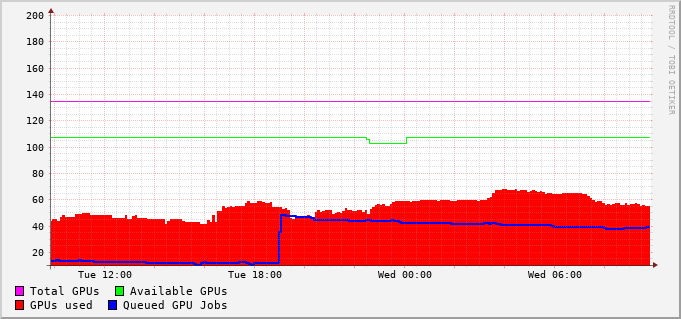 200
180
160
140
120
100
80
60
40
20
Tue 12:00 Tue 18:00 Wed 00:00 Wed 06:00
Total GPUs Available GPUs
GPUs used Queued GPU Jobs
RRDTOOL / TOBI OETIKER